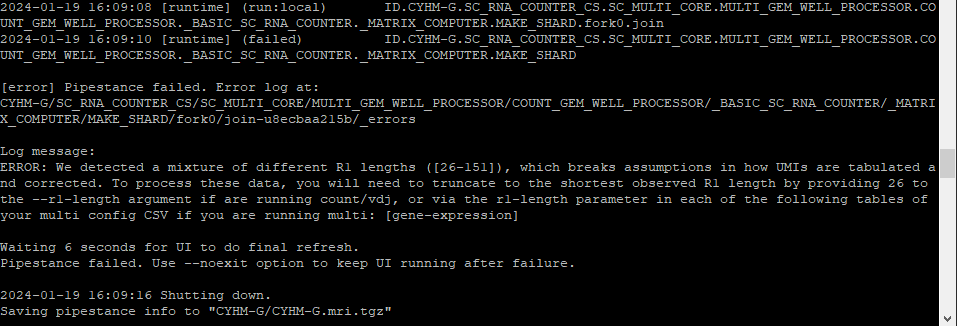 2024-01-19 16:09:08 [runtime] (run:local)       ID.CYHM-G.SC_RNA_COUNTER_CS.SC_MULTI_CORE.MULTI_GEM_WELL_PROCESSOR.CO
UNT_GEM_WELL_PROCESSOR._BASIC_SC_RNA_COUNTER._MATRIX_COMPUTER.MAKE_SHARD.fork0.join
2024-01-19 16:09:10 [runtime] (failed)          ID.CYHM-G.SC_RNA_COUNTER_CS.SC_MULTI_CORE.MULTI_GEM_WELL_PROCESSOR.CO
UNT_GEM_WELL_PROCESSOR._BASIC_SC_RNA_COUNTER._MATRIX_COMPUTER.MAKE_SHARD
[error] Pipestance failed. Error log at:
CYHM-G/SC_RNA_COUNTER_CS/SC_MULTI_CORE/MULTI_GEM_WELL_PROCESSOR/COUNT_GEM_WELL_PROCESSOR/_BASIC_SC_RNA_COUNTER/_MATRI
X_COMPUTER/MAKE_SHARD/fork0/join-u8ecbaa215b/_errors
Log message:
ERROR: We detected a mixture of different R1 lengths ([26-151]), which breaks assumptions in how UMIs are tabulated a
nd corrected. To process these data, you will need to truncate to the shortest observed R1 length by providing 26 to
the --r1-length argument if are running count/vdj, or via the r1-length parameter in each of the following tables of
your multi config CSV if you are running multi: [gene-expression]
Waiting 6 seconds for UI to do final refresh.
Pipestance failed. Use --noexit option to keep UI running after failure.
2024-01-19 16:09:16 Shutting down.
Saving pipestance info to "CYHM-G/CYHM-G.mri.tgz"